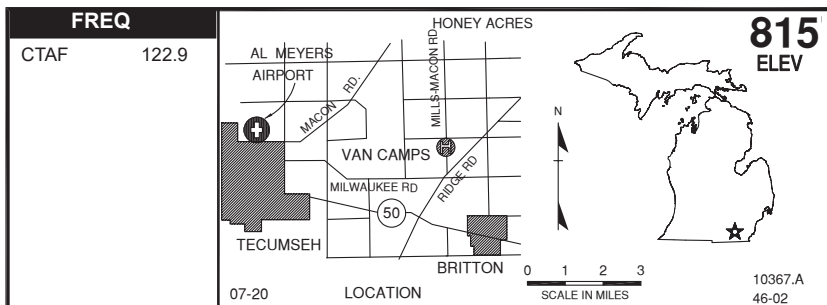 FREQ
CTAF 122.9
HONEY ACRES
AL MEYERS
AIRPORT
MACON RD.
MILLS-MACON RD
VAN CAMPS
H
MILWAUKEE RD
RIDGE RD
50
TECUMSEH
BRITTON
07-20
LOCATION
815'
ELEV
N
0 1 2 3
SCALE IN MILES
10367.A
46-02